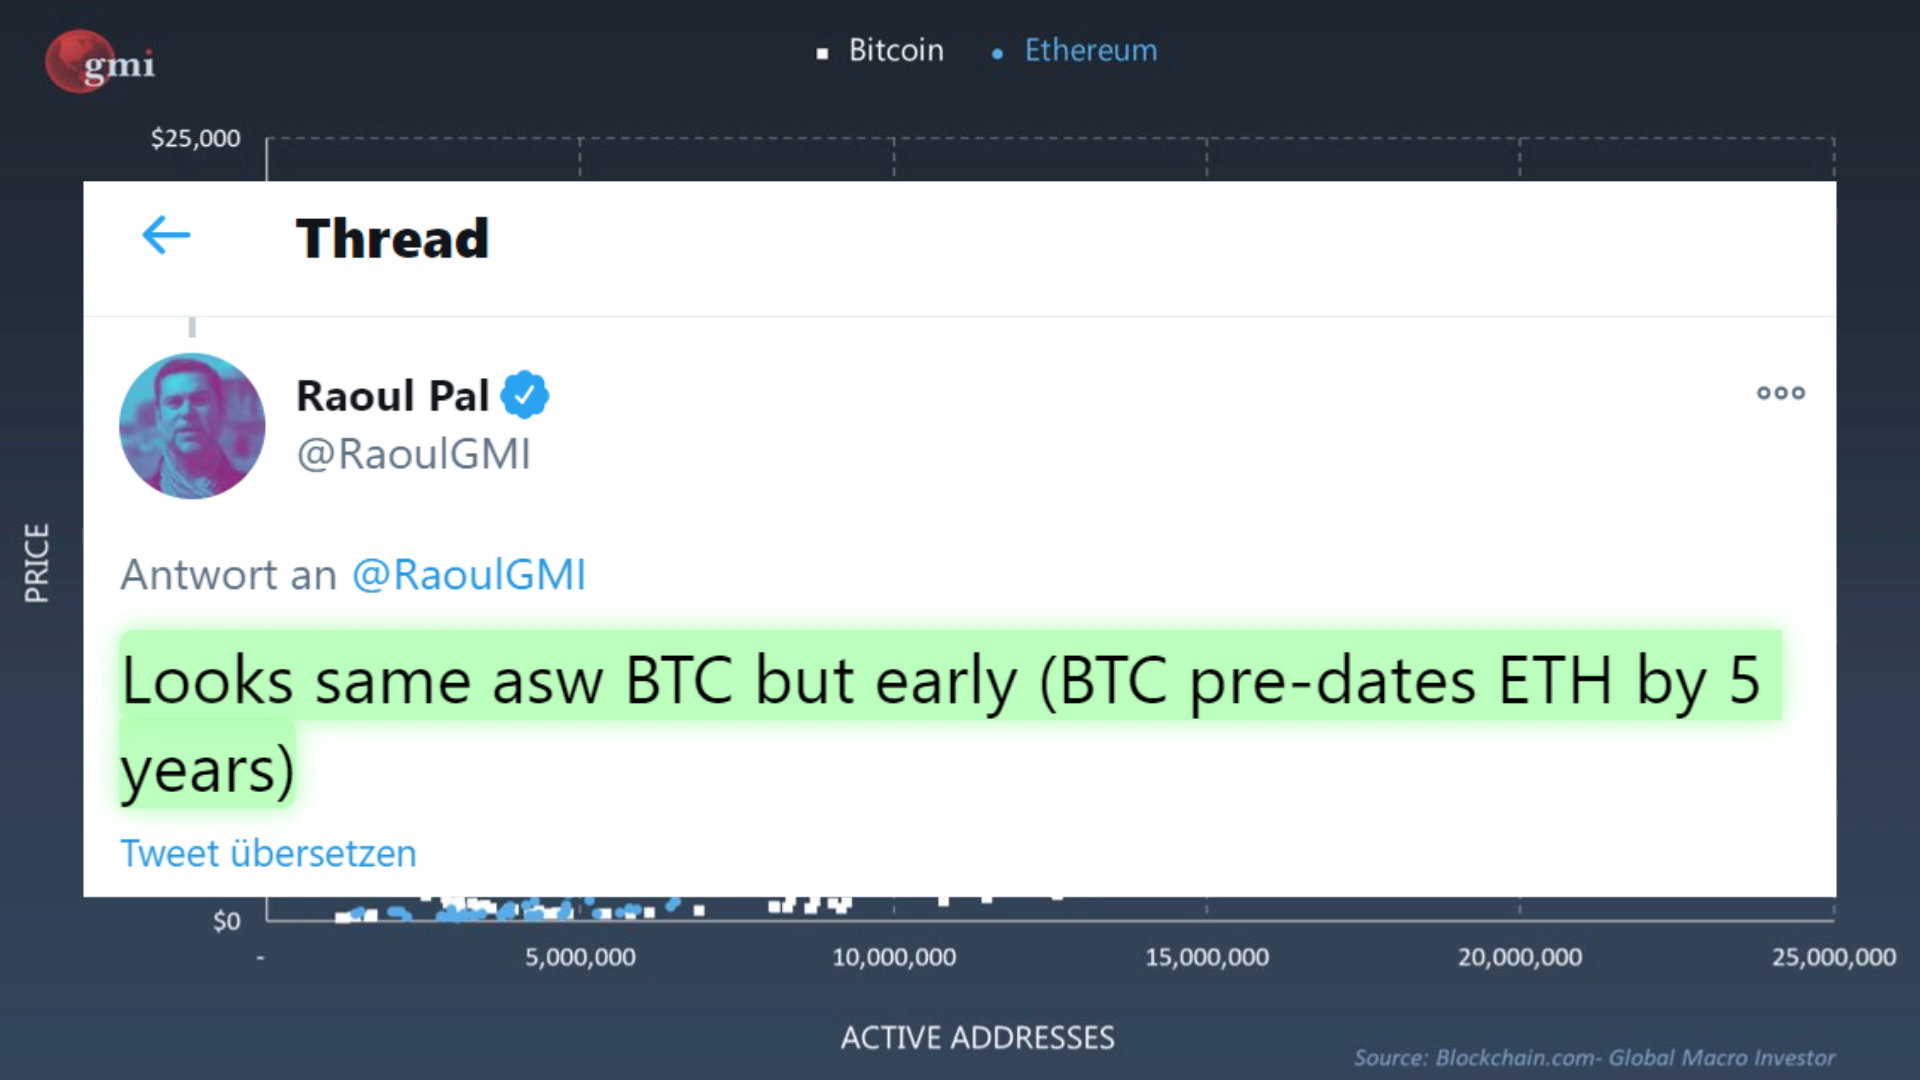 gmi
Bitcoin
Ethereum
$25,000
Thread
Raoul Pal
@RaoulGMI
PRICE
Antwort an @RaoulGMI
Looks same asw BTC but early (BTC pre-dates ETH by 5
years)
Tweet übersetzen
$0
- 5,000,000 10,000,000 15,000,000 20,000,000 25,000,000
ACTIVE ADDRESSES
Source: Blockchain.com- Global Macro Investor